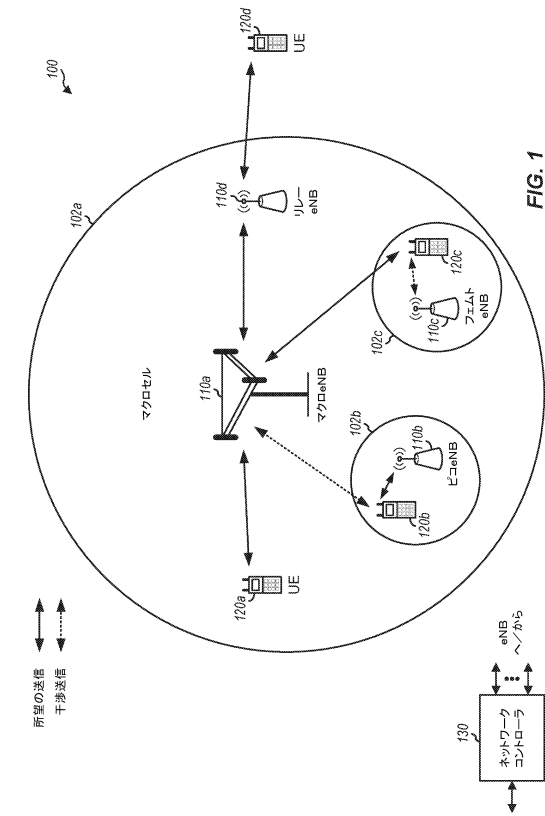 100
所望の送信
干渉送信
102a
マクロセル
110a
マクロeNB
120a
UE
110d
リレー
eNB
120d
UE
102b
110b
ピコeNB
120b
102c
110c
フェムト
eNB
120c
130
ネットワーク
コントローラ
eNB
へ/から
FIG. 1